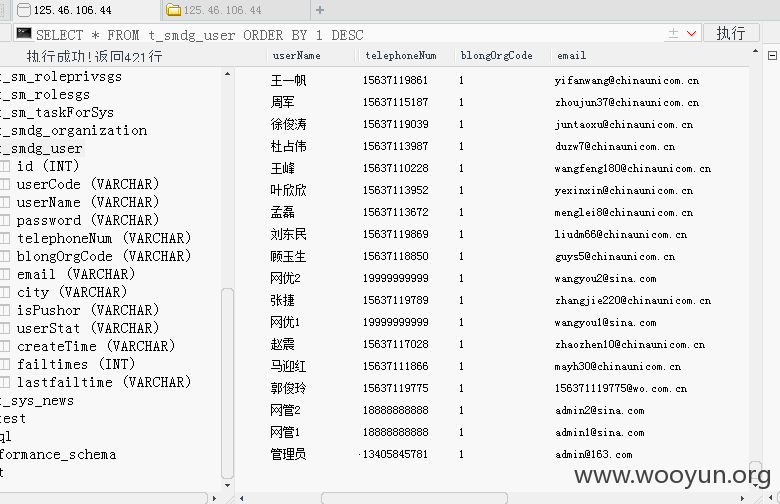 125.46.106.44 125.46.106.44 +
SELECT * FROM t_smdg_user ORDER BY 1 DESC 执行
执行成功!返回421行
t_sm_roleprivsgs
t_sm_rolesgs
t_sm_taskForSys
t_smdg_organization
t_smdg_user
id (INT)
userCode (VARCHAR)
userName (VARCHAR)
password (VARCHAR)
telephoneNum (VARCHAR)
blongOrgCode (VARCHAR)
email (VARCHAR)
city (VARCHAR)
isPushor (VARCHAR)
userStat (VARCHAR)
createTime (VARCHAR)
failtimes (INT)
lastfailtime (VARCHAR)
t_sys_news
test
ql
formance_schema
t
userName telephoneNum blongOrgCode email
王一帆 15637119861 1 yifanwang@chinaunicom.cn
周军 15637115187 1 zhoujun37@chinaunicom.cn
徐俊涛 15637119039 1 juntaoxu@chinaunicom.cn
杜占伟 15637113987 1 duzw7@chinaunicom.cn
王峰 15637110228 1 wangfeng180@chinaunicom.cn
叶欣欣 15637113952 1 yexinxin@chinaunicom.cn
孟磊 15637113672 1 menglei8@chinaunicom.cn
刘东民 15637119869 1 liudm66@chinaunicom.cn
顾玉生 15637118850 1 guys5@chinaunicom.cn
网优2 19999999999 1 wangyou2@sina.com
张捷 15637119789 1 zhangjie220@chinaunicom.cn
网优1 19999999999 1 wangyou1@sina.com
赵震 15637117028 1 zhaozhen10@chinaunicom.cn
马迎红 15637111866 1 mayh30@chinaunicom.cn
郭俊玲 15637119775 1 156371119775@wo.com.cn
网管2 18888888888 1 admin2@sina.com
网管1 18888888888 1 admin1@sina.com
管理员 13405845781 1 admin@163.com
www.wooyun.org